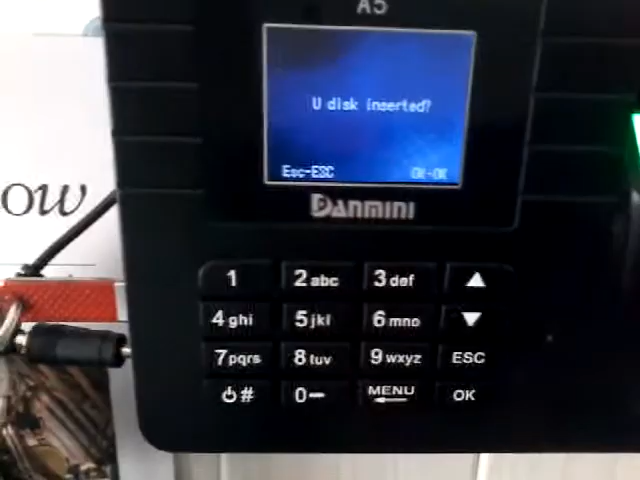 A5
U disk inserted?
Esc-ESC OK-OK
DANMINI
ow
1 2abc 3def ▲
4ghi 5jkl 6mno ▼
7pqrs 8tuv 9wxyz ESC
⏻# 0— MENU OK